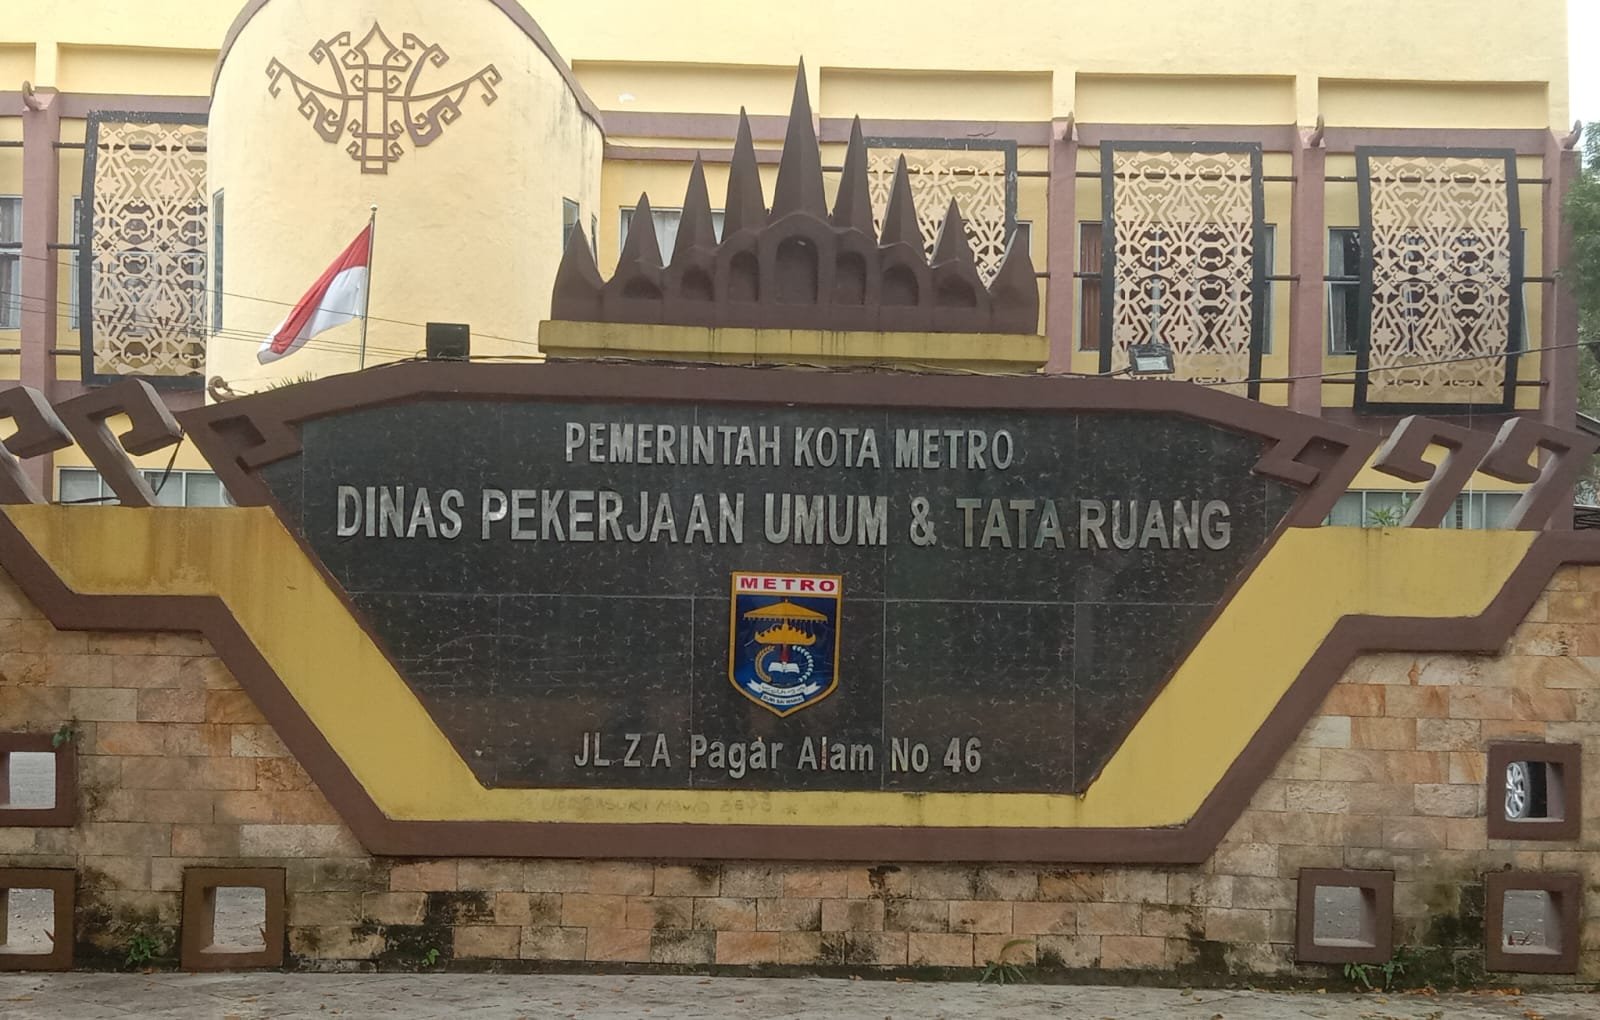 PEMERINTAH KOTA METRO
DINAS PEKERJAAN UMUM & TATA RUANG
METRO
JL Z A Pagar Alam No 46